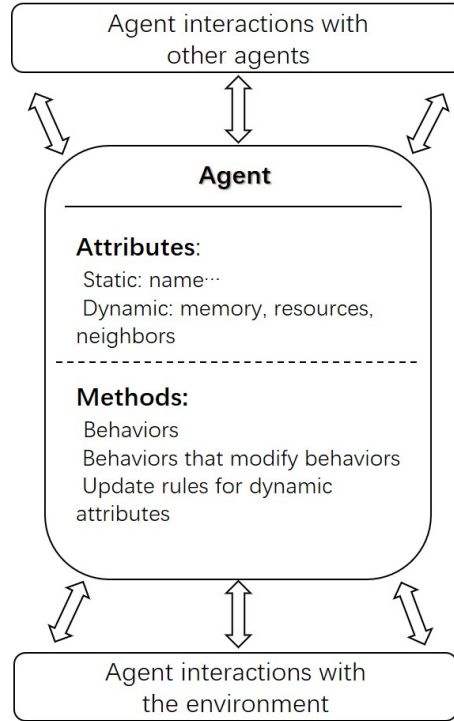 Agent interactions with
other agents
Agent
Attributes:
Static: name…
Dynamic: memory, resources,
neighbors
Methods:
Behaviors
Behaviors that modify behaviors
Update rules for dynamic
attributes
Agent interactions with
the environment